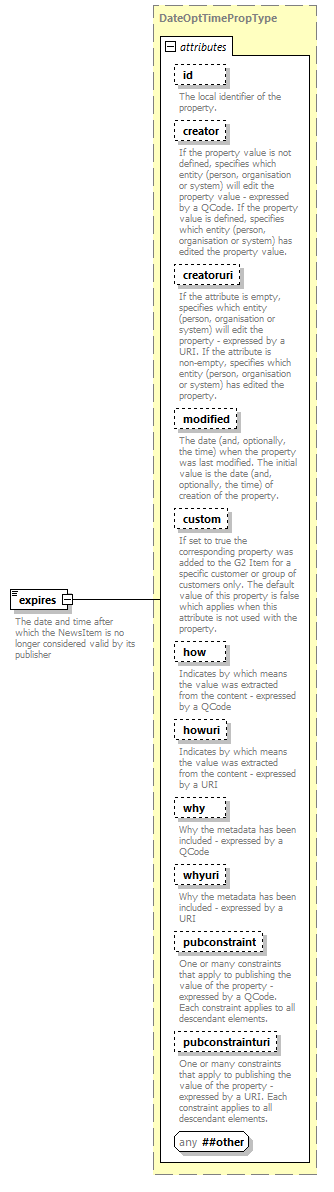 DateOptTimePropType
attributes
id
The local identifier of the
property.
creator
If the property value is not
defined, specifies which
entity (person, organisation
or system) will edit the
property value - expressed
by a QCode. If the property
value is defined, specifies
which entity (person,
organisation or system) has
edited the property value.
creatoruri
If the attribute is empty,
specifies which entity
(person, organisation or
system) will edit the
property - expressed by a
URI. If the attribute is
non-empty, specifies which
entity (person, organisation
or system) has edited the
property.
modified
The date (and, optionally,
the time) when the property
was last modified. The initial
value is the date (and,
optionally, the time) of
creation of the property.
custom
If set to true the
corresponding property was
added to the G2 Item for a
specific customer or group of
customers only. The default
value of this property is false
which applies when this
attribute is not used with the
property.
expires
The date and time after
which the NewsItem is no
longer considered valid by its
publisher
how
Indicates by which means
the value was extracted
from the content - expressed
by a QCode
howuri
Indicates by which means
the value was extracted
from the content - expressed
by a URI
why
Why the metadata has been
included - expressed by a
QCode
whyuri
Why the metadata has been
included - expressed by a
URI
pubconstraint
One or many constraints
that apply to publishing the
value of the property -
expressed by a QCode.
Each constraint applies to all
descendant elements.
pubconstrainturi
One or many constraints
that apply to publishing the
value of the property -
expressed by a URI. Each
constraint applies to all
descendant elements.
any ##other